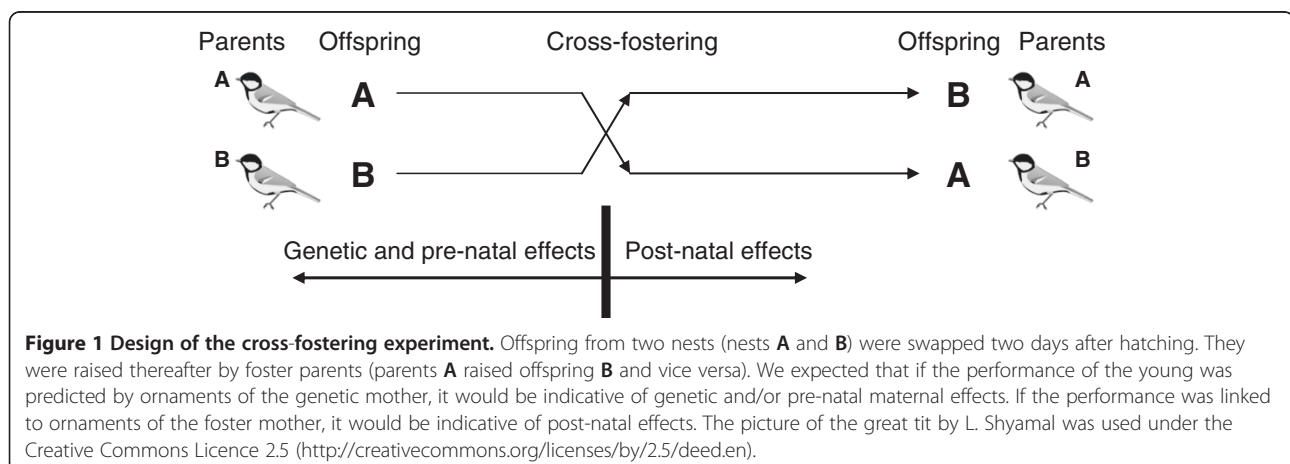 Parents Offspring Cross-fostering Offspring Parents
A A B A
B B A B
Genetic and pre-natal effects Post-natal effects
Figure 1 Design of the cross-fostering experiment. Offspring from two nests (nests A and B) were swapped two days after hatching. They
were raised thereafter by foster parents (parents A raised offspring B and vice versa). We expected that if the performance of the young was
predicted by ornaments of the genetic mother, it would be indicative of genetic and/or pre-natal maternal effects. If the performance was linked
to ornaments of the foster mother, it would be indicative of post-natal effects. The picture of the great tit by L. Shyamal was used under the
Creative Commons Licence 2.5 (http://creativecommons.org/licenses/by/2.5/deed.en).